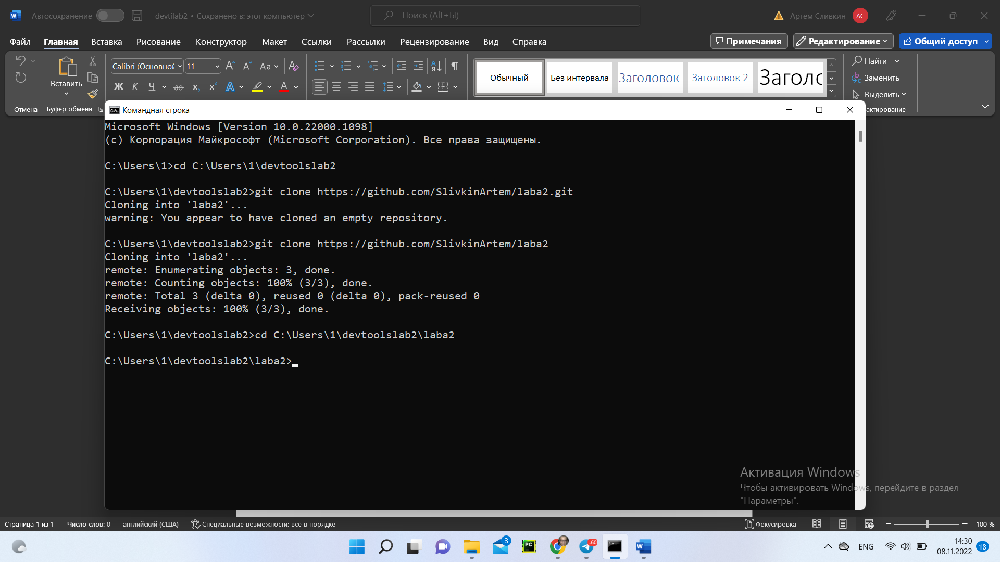 Автосохранение
devtilab2 • Сохранено в: этот компьютер
Поиск (Alt+Ы)
Артём Сливкин
АС
Файл
Главная
Вставка
Рисование
Конструктор
Макет
Ссылки
Рассылки
Рецензирование
Вид
Справка
Примечания
Редактирование
Общий доступ
Вставить
Calibri (Основной
11
Aa
Ж К Ч ab x₂ x²
Обычный
Без интервала
Заголовок
Заголовок 2
Заголо
Найти
Заменить
Выделить
Отмена
Буфер обмена
актирование
Командная строка
Microsoft Windows [Version 10.0.22000.1098]
(c) Корпорация Майкрософт (Microsoft Corporation). Все права защищены.
C:\Users\1>cd C:\Users\1\devtoolslab2
C:\Users\1\devtoolslab2>git clone https://github.com/SlivkinArtem/laba2.git
Cloning into 'laba2'...
warning: You appear to have cloned an empty repository.
C:\Users\1\devtoolslab2>git clone https://github.com/SlivkinArtem/laba2
Cloning into 'laba2'...
remote: Enumerating objects: 3, done.
remote: Counting objects: 100% (3/3), done.
remote: Total 3 (delta 0), reused 0 (delta 0), pack-reused 0
Receiving objects: 100% (3/3), done.
C:\Users\1\devtoolslab2>cd C:\Users\1\devtoolslab2\laba2
C:\Users\1\devtoolslab2\laba2>
Активация Windows
Чтобы активировать Windows, перейдите в раздел
"Параметры".
Страница 1 из 1
Число слов: 0
английский (США)
Специальные возможности: все в порядке
Фокусировка
100 %
3
PC
60
ENG
14:30
08.11.2022
18